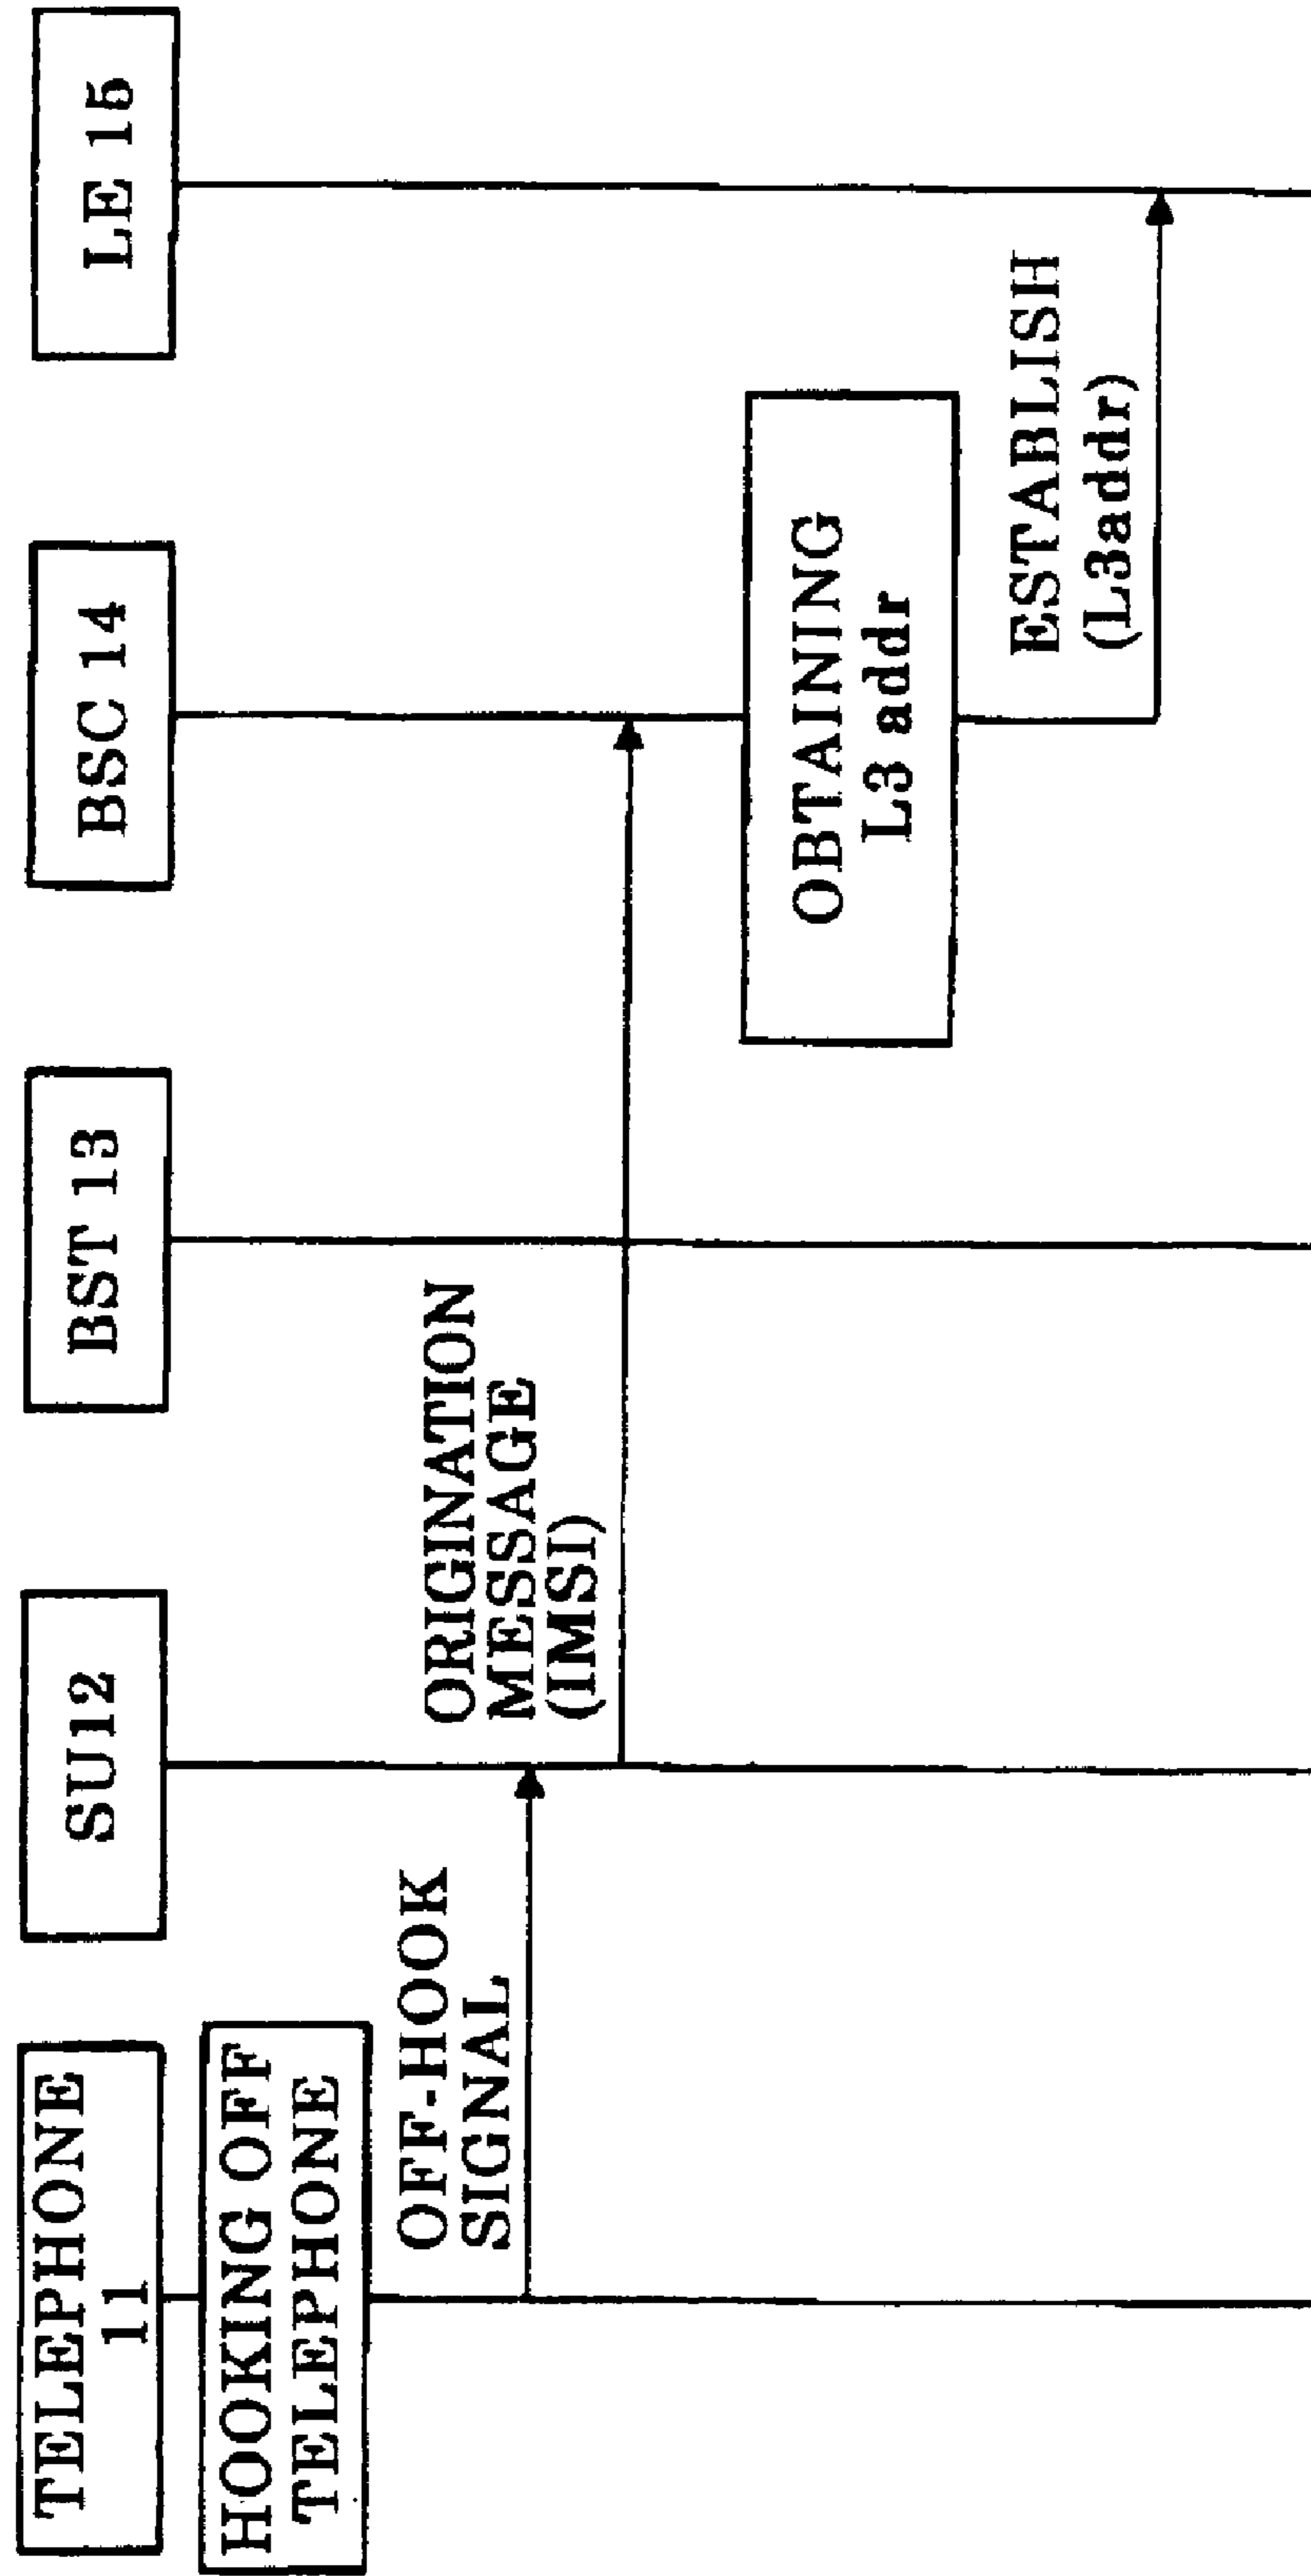 TELEPHONE
11
SU12
BST 13
BSC 14
LE 15
HOOKING OFF
TELEPHONE
OFF-HOOK
SIGNAL
ORIGINATION
MESSAGE
(IMSI)
OBTAINING
L3 addr
ESTABLISH
(L3addr)